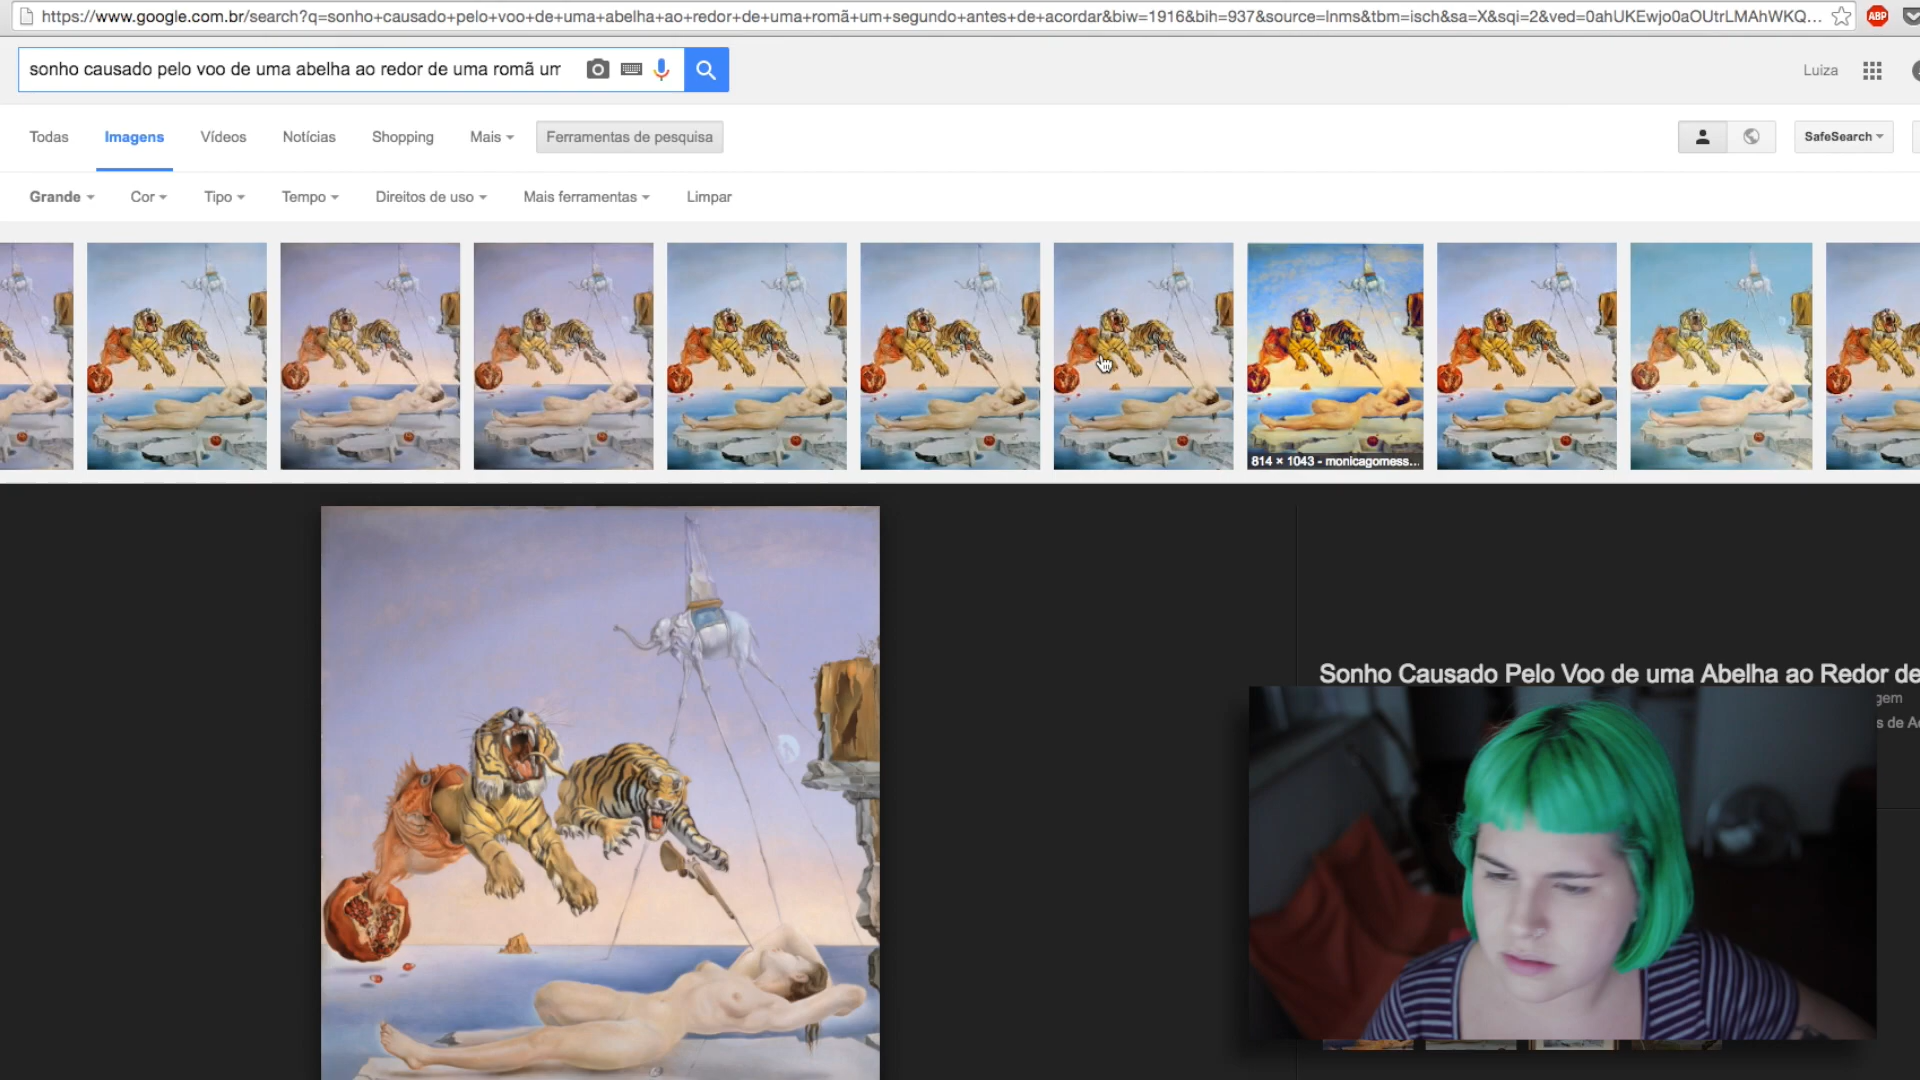 https://www.google.com.br/search?q=sonho+causado+pelo+voo+de+uma+abelha+ao+redor+de+uma+romã+um+segundo+antes+de+acordar&biw=1916&bih=937&source=lnms&tbm=isch&sa=X&sqi=2&ved=0ahUKEwjo0aOUtrLMAhWKQ...
ABP
sonho causado pelo voo de uma abelha ao redor de uma romã um
Luiza
Todas Imagens Vídeos Notícias Shopping Mais Ferramentas de pesquisa SafeSearch
Grande Cor Tipo Tempo Direitos de uso Mais ferramentas Limpar
814 × 1043 - monicagomess...
Sonho Causado Pelo Voo de uma Abelha ao Redor de
gem
s de A